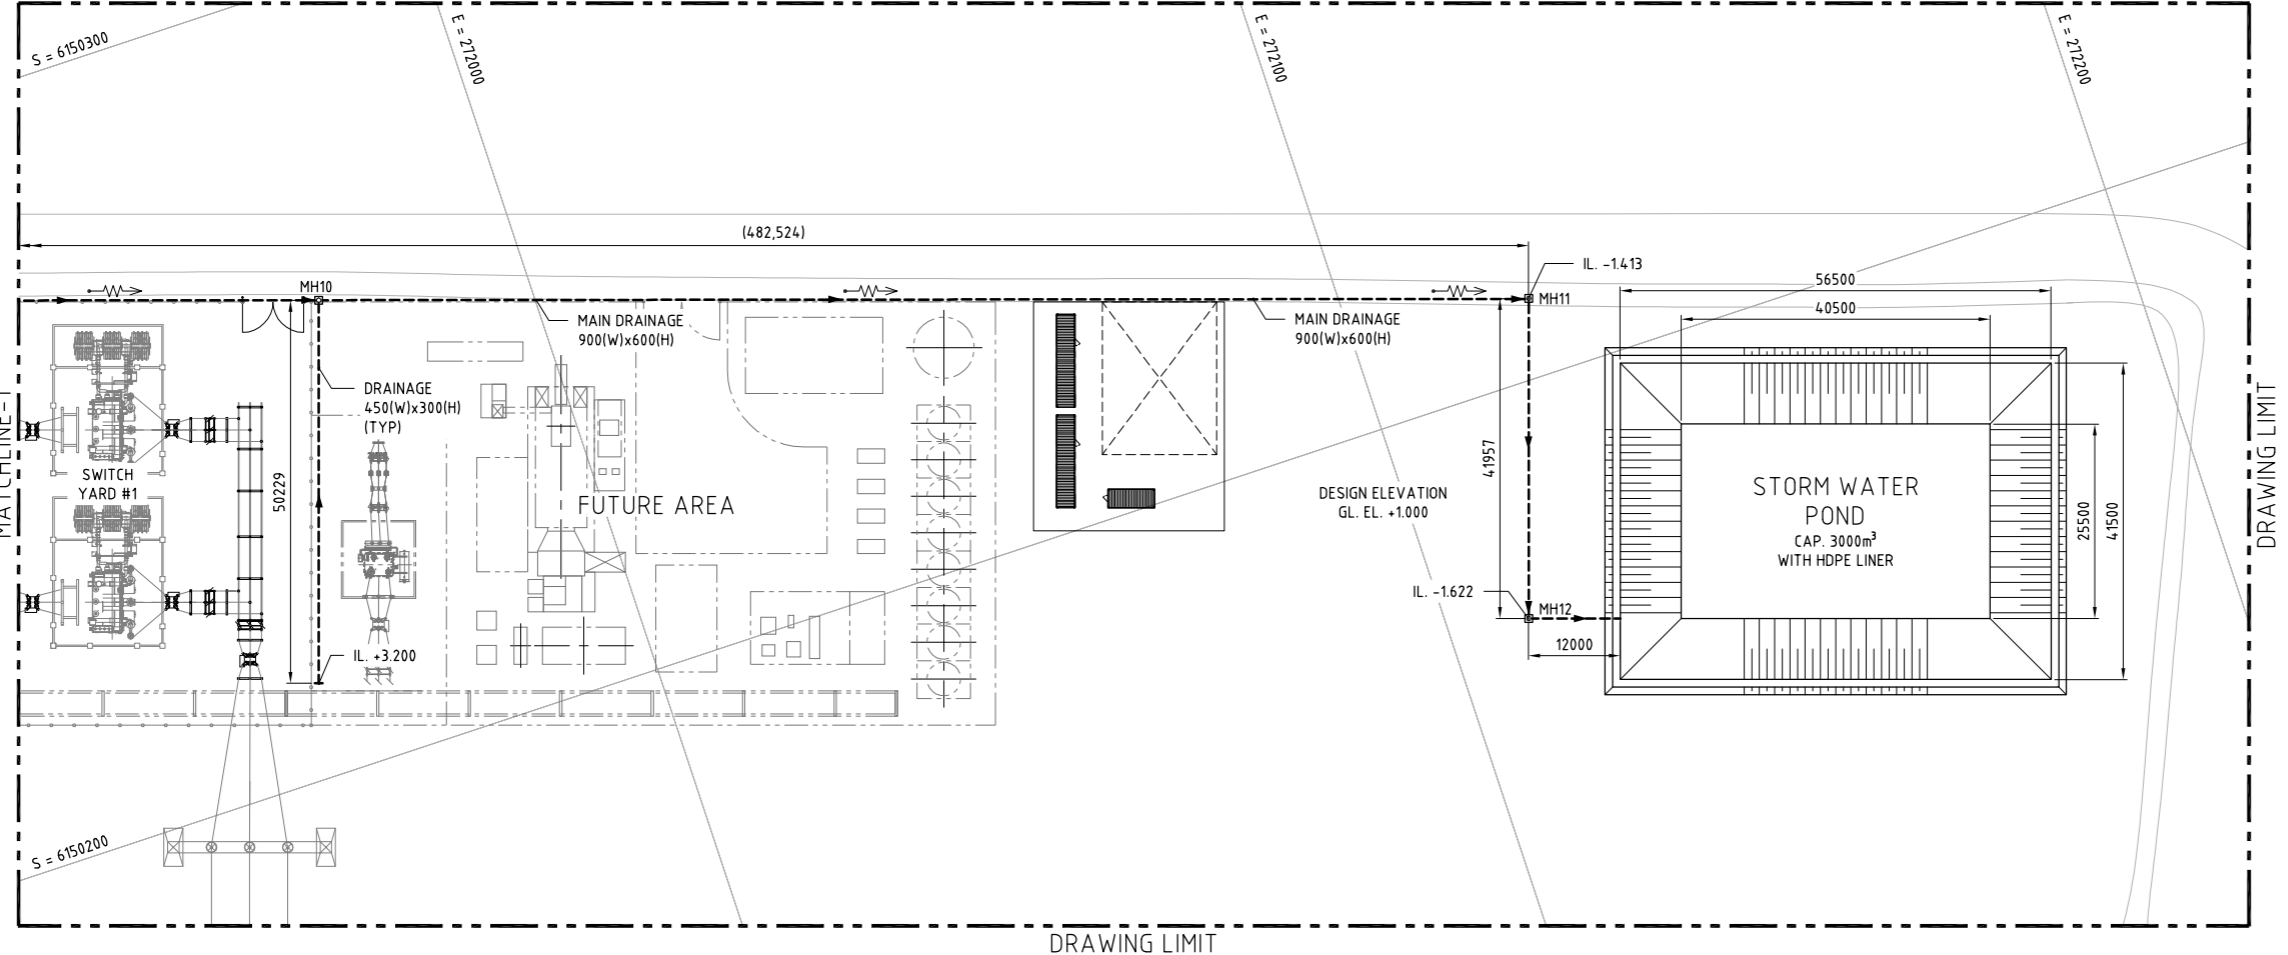 S = 6150300
E = 272000
E = 272100
E = 272200
(482,524)
IL. -1.413
MH10
MH11
56500
40500
MAIN DRAINAGE
900(W)x600(H)
MAIN DRAINAGE
900(W)x600(H)
DRAINAGE
450(W)x300(H)
(TYP)
MATCHLINE-1
SWITCH
YARD #1
50229
FUTURE AREA
41957
DESIGN ELEVATION
GL. EL. +1.000
STORM WATER
POND
CAP. 3000m³
WITH HDPE LINER
25500
41500
DRAWING LIMIT
IL. -1.622
MH12
12000
IL. +3.200
S = 6150200
DRAWING LIMIT